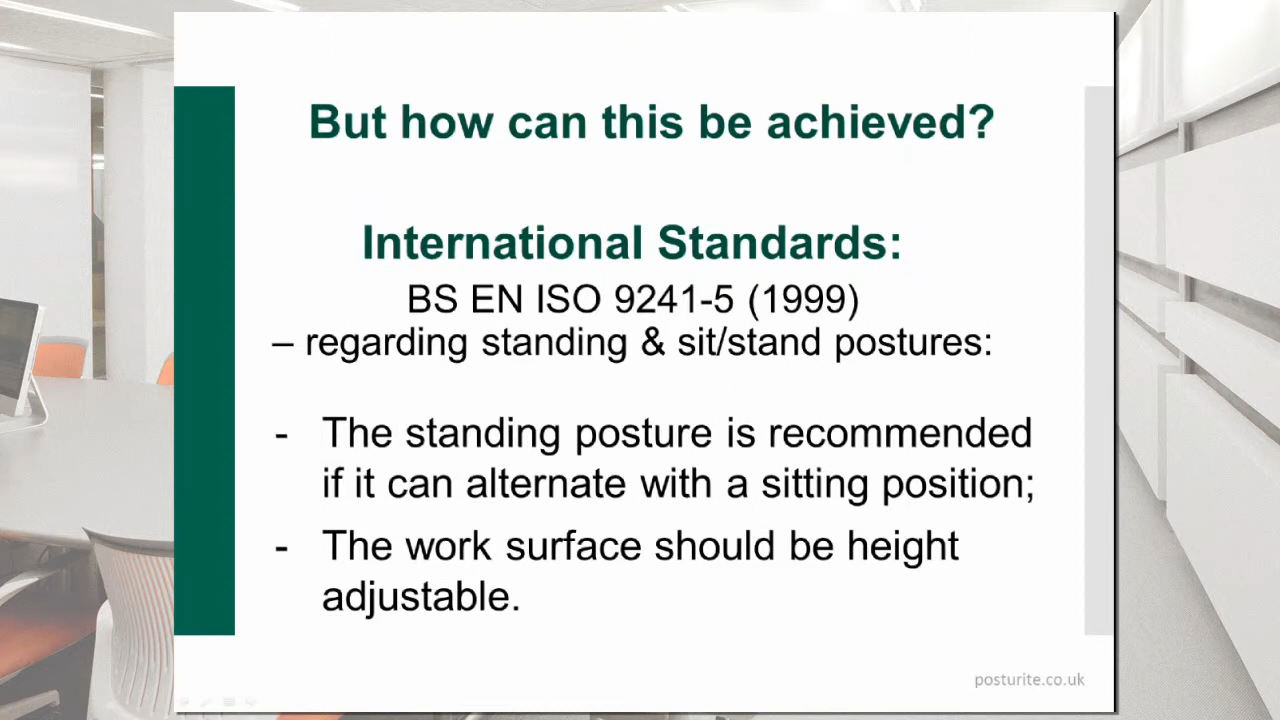 But how can this be achieved?
International Standards:
BS EN ISO 9241-5 (1999)
– regarding standing & sit/stand postures:
- The standing posture is recommended
if it can alternate with a sitting position;
- The work surface should be height
adjustable.
posturite.co.uk